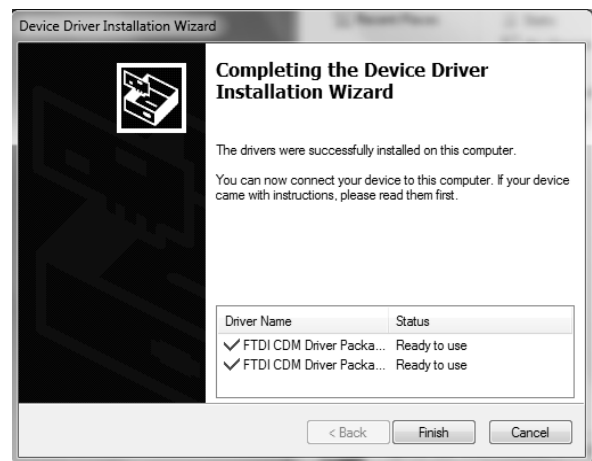 Device Driver Installation Wizard
Completing the Device Driver
Installation Wizard
The drivers were successfully installed on this computer.
You can now connect your device to this computer. If your device
came with instructions, please read them first.
Driver Name Status
FTDI CDM Driver Packa... Ready to use
FTDI CDM Driver Packa... Ready to use
< Back Finish Cancel